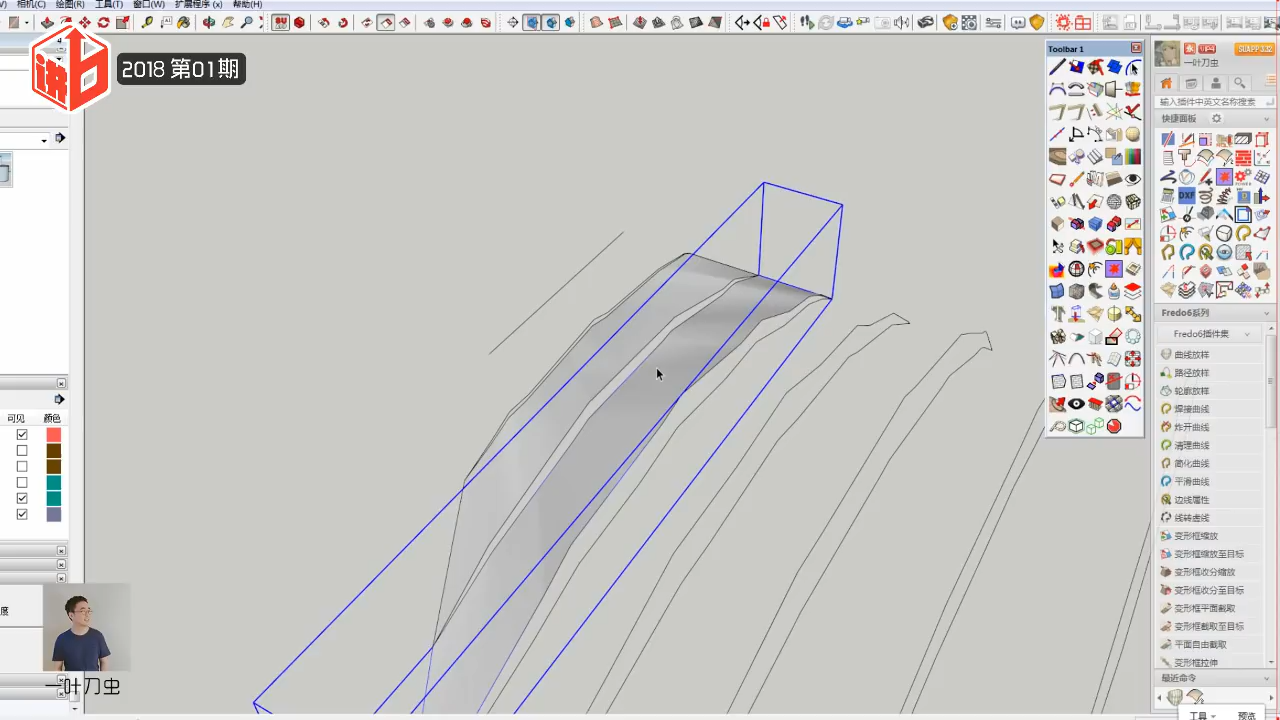 相机(C) 绘图(R) 工具(T) 窗口(W) 扩展程序 (x) 帮助(H)
2018 第01期
Toolbar 1
SUAPP 3.32
一叶刀虫
输入插件中英文名称搜索
快捷面板
DXF
Fredo6系列
Fredo6插件集
曲线放样
路径放样
轮廓放样
焊接曲线
炸开曲线
清理曲线
简化曲线
平滑曲线
边线属性
线转虚线
变形框缩放
变形框缩放至目标
变形框收分缩放
变形框收分至目标
变形框平面截取
变形框截取至目标
平面自由截取
变形框拉伸
最近命令
工具 预览
可见 颜色
度
一叶刀虫